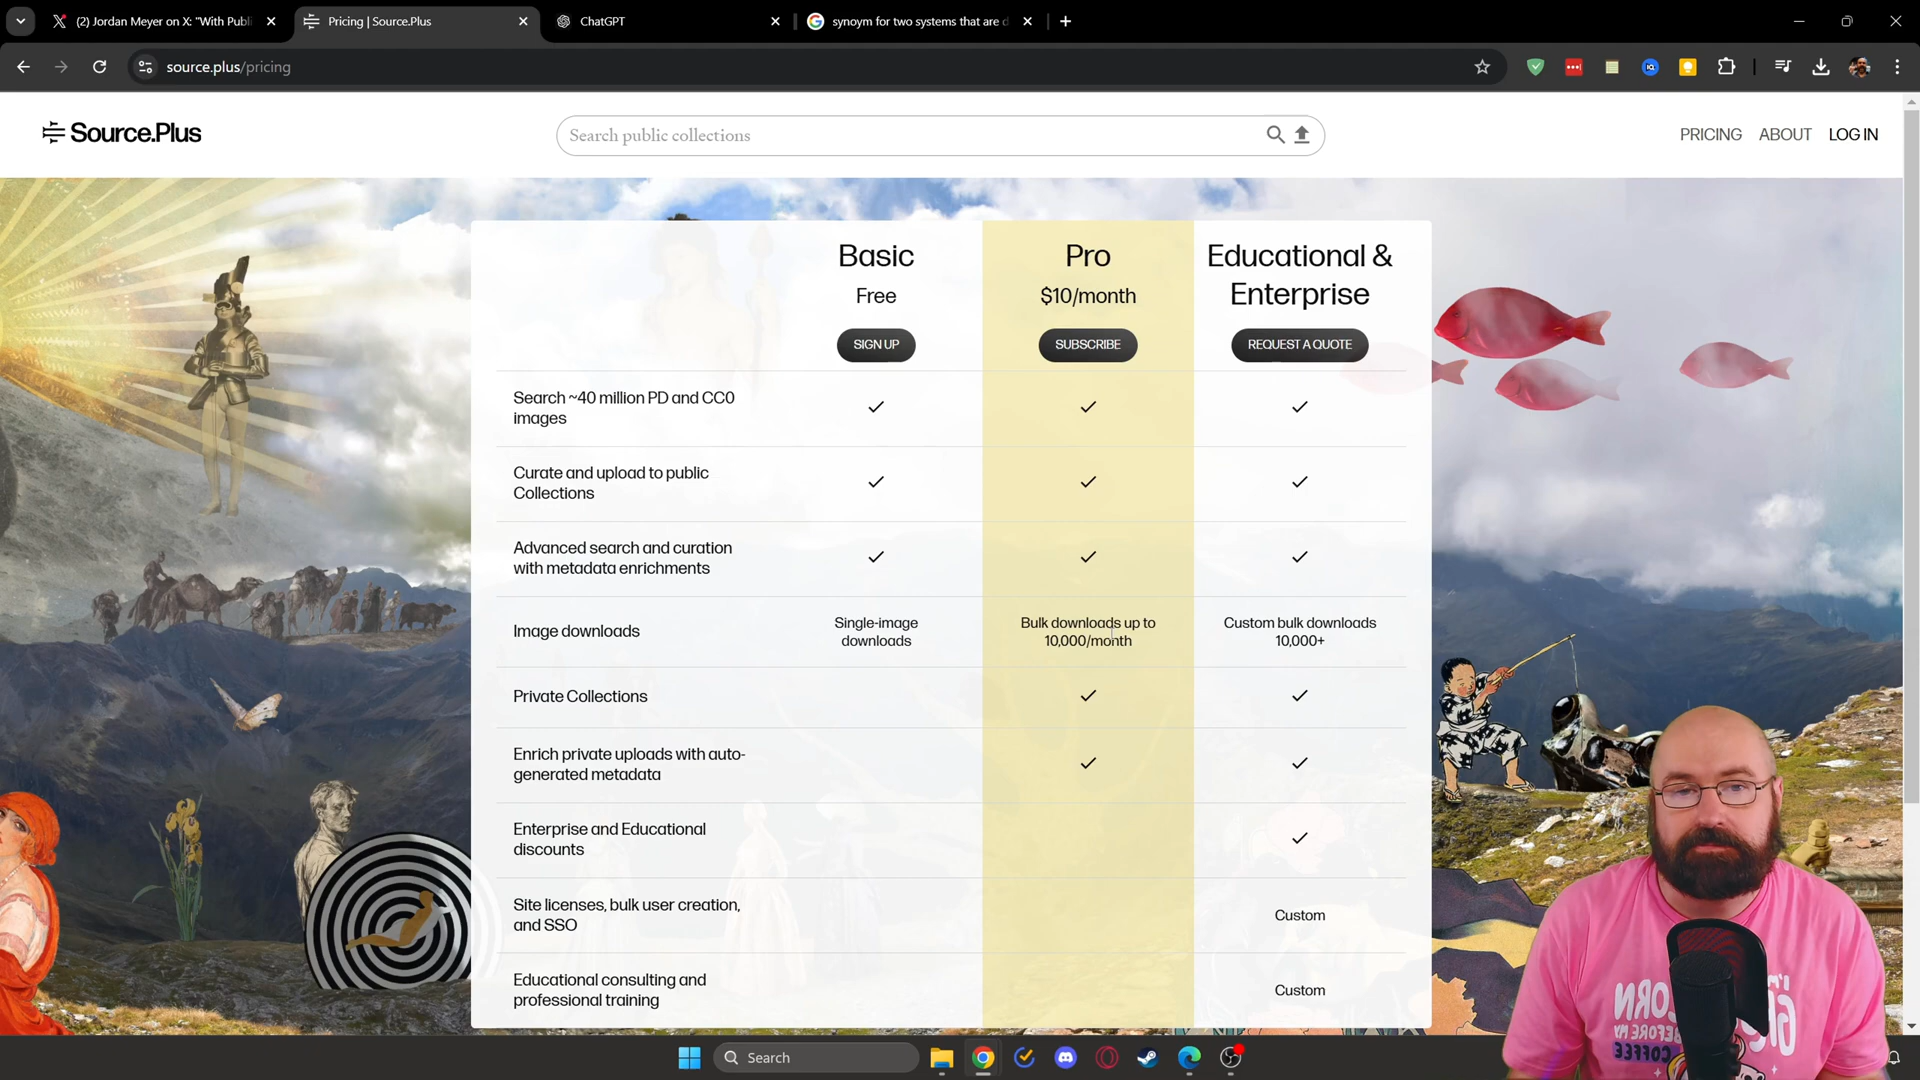 (2) Jordan Meyer on X: "With Publi
Pricing | Source.Plus
ChatGPT
synoym for two systems that are d
source.plus/pricing
Source.Plus
Search public collections
PRICING
ABOUT
LOG IN
Basic
Free
SIGN UP
Pro
$10/month
SUBSCRIBE
Educational &
Enterprise
REQUEST A QUOTE
Search ~40 million PD and CC0
images
Curate and upload to public
Collections
Advanced search and curation
with metadata enrichments
Image downloads
Single-image
downloads
Bulk downloads up to
10,000/month
Custom bulk downloads
10,000+
Private Collections
Enrich private uploads with auto-
generated metadata
Enterprise and Educational
discounts
Site licenses, bulk user creation,
and SSO
Custom
Educational consulting and
professional training
Custom
Search